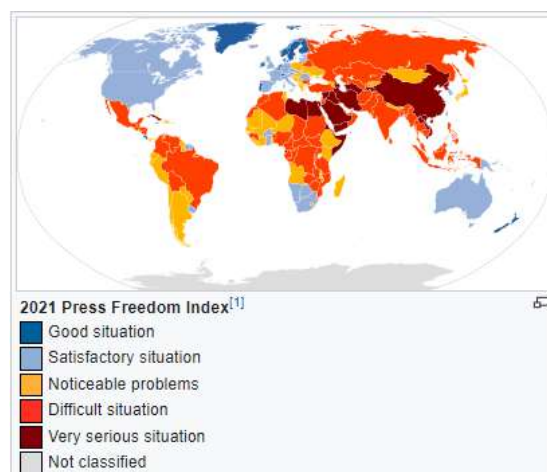 2021 Press Freedom Index[1]
Good situation
Satisfactory situation
Noticeable problems
Difficult situation
Very serious situation
Not classified